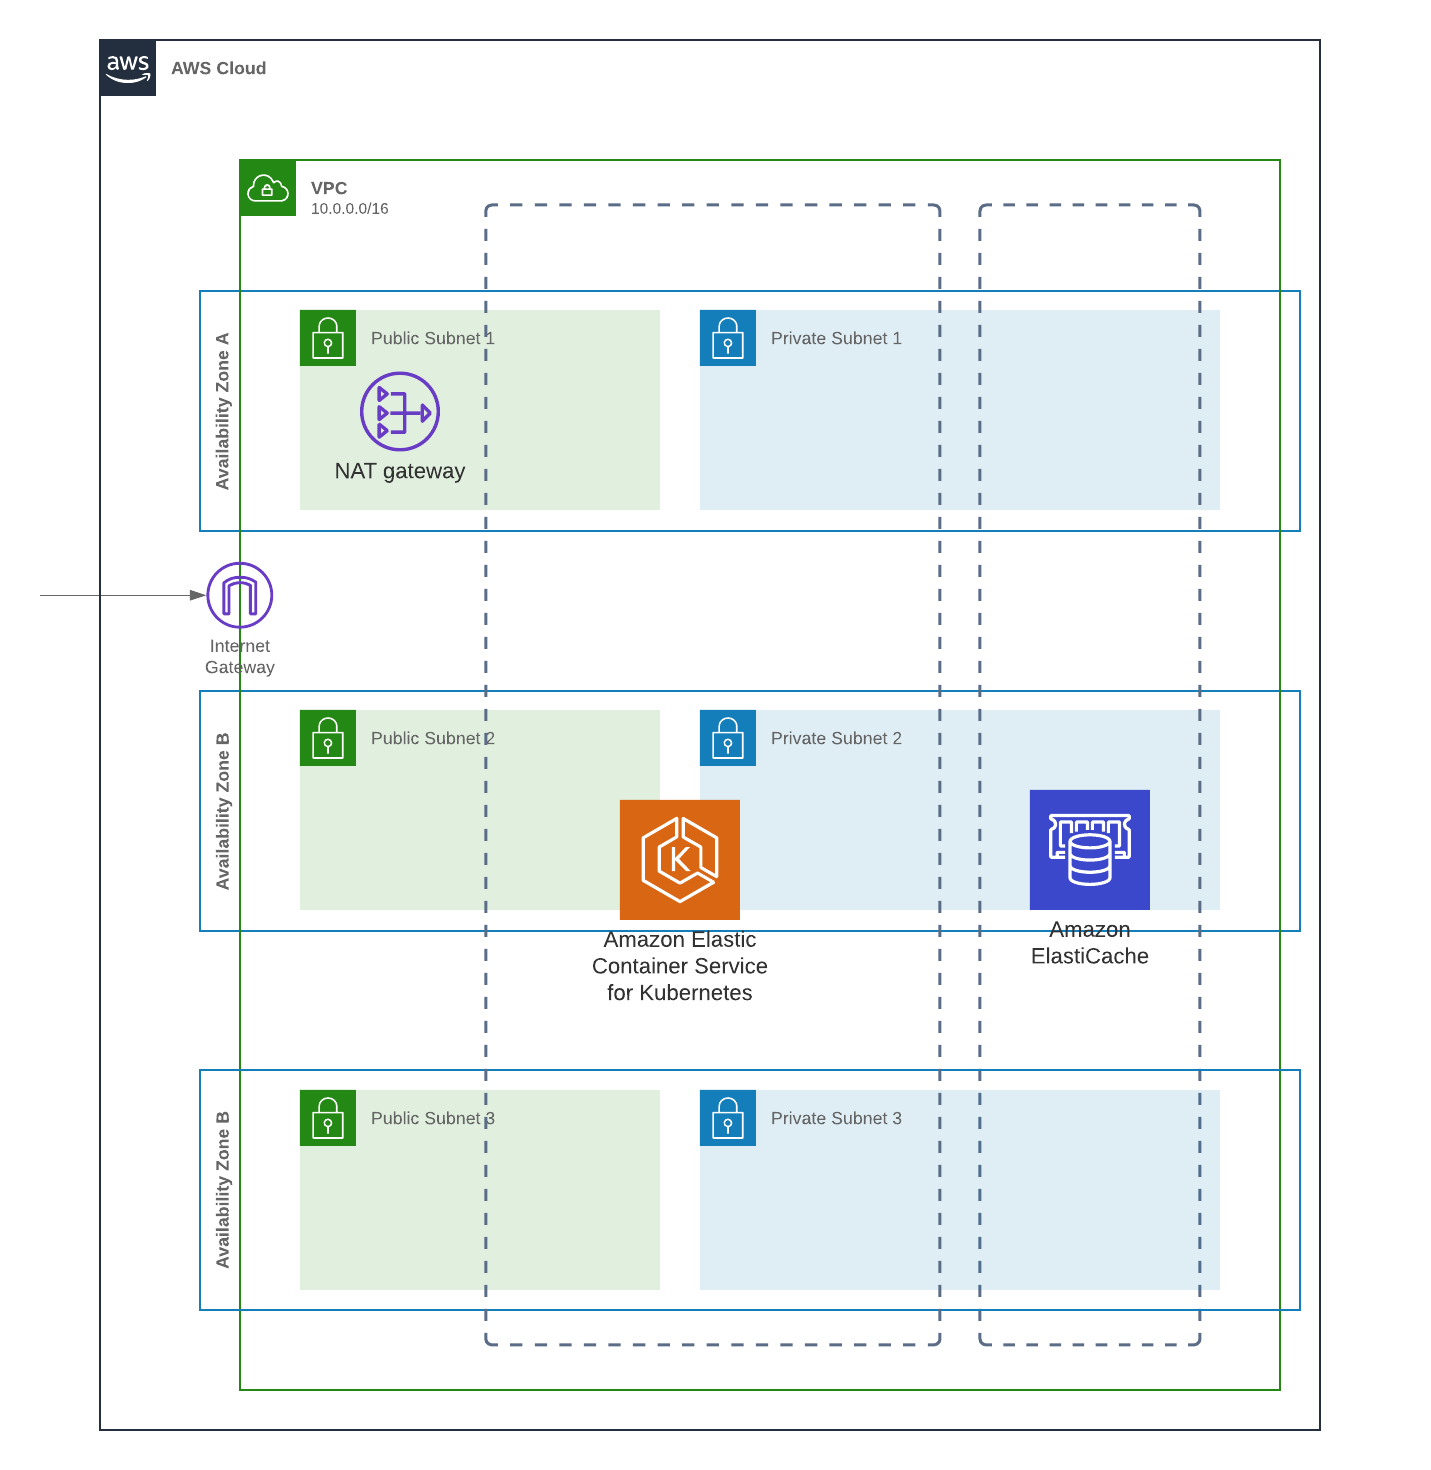 aws
AWS Cloud
VPC
10.0.0.0/16
Availability Zone A
Public Subnet 1
Private Subnet 1
NAT gateway
Internet
Gateway
Availability Zone B
Public Subnet 2
Private Subnet 2
K
Amazon Elastic
Container Service
for Kubernetes
Amazon
ElastiCache
Availability Zone B
Public Subnet 3
Private Subnet 3